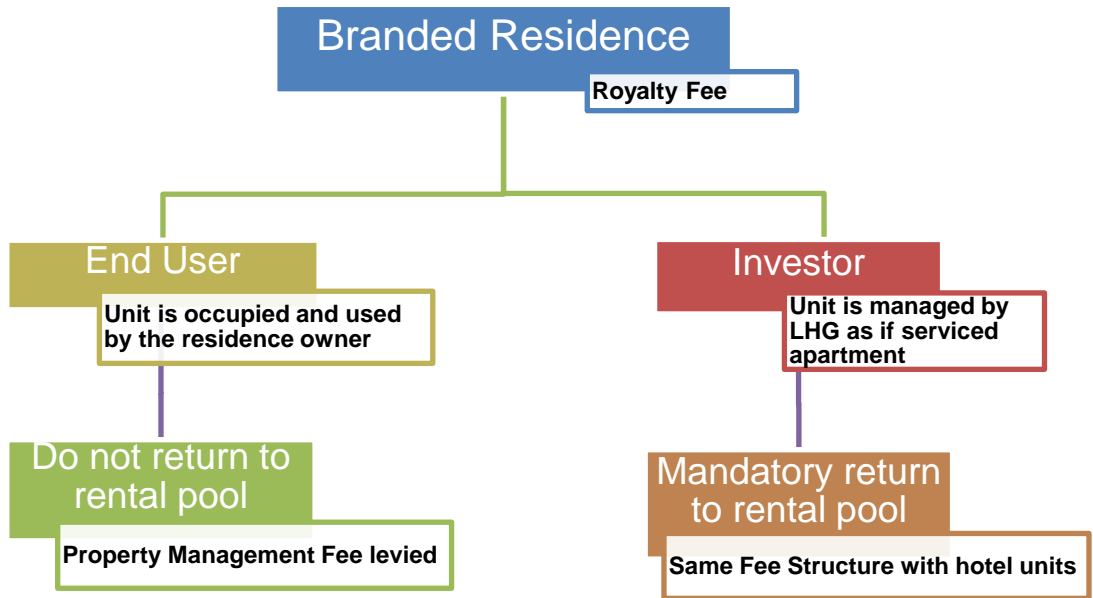 Branded Residence
Royalty Fee
End User
Unit is occupied and used
by the residence owner
Investor
Unit is managed by
LHG as if serviced
apartment
Do not return to
rental pool
Property Management Fee levied
Mandatory return
to rental pool
Same Fee Structure with hotel units